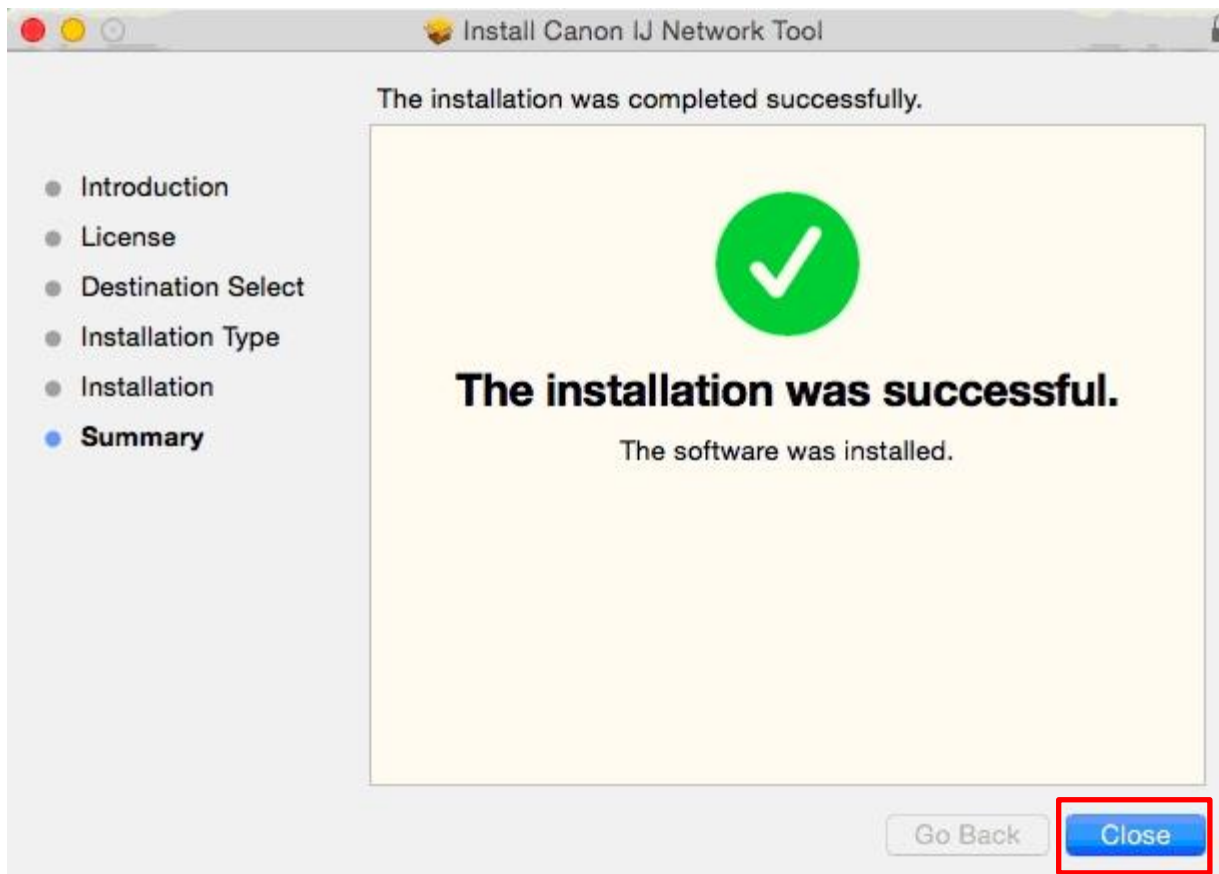 Install Canon IJ Network Tool
The installation was completed successfully.
Introduction
License
Destination Select
Installation Type
Installation
Summary
The installation was successful.
The software was installed.
Go Back
Close